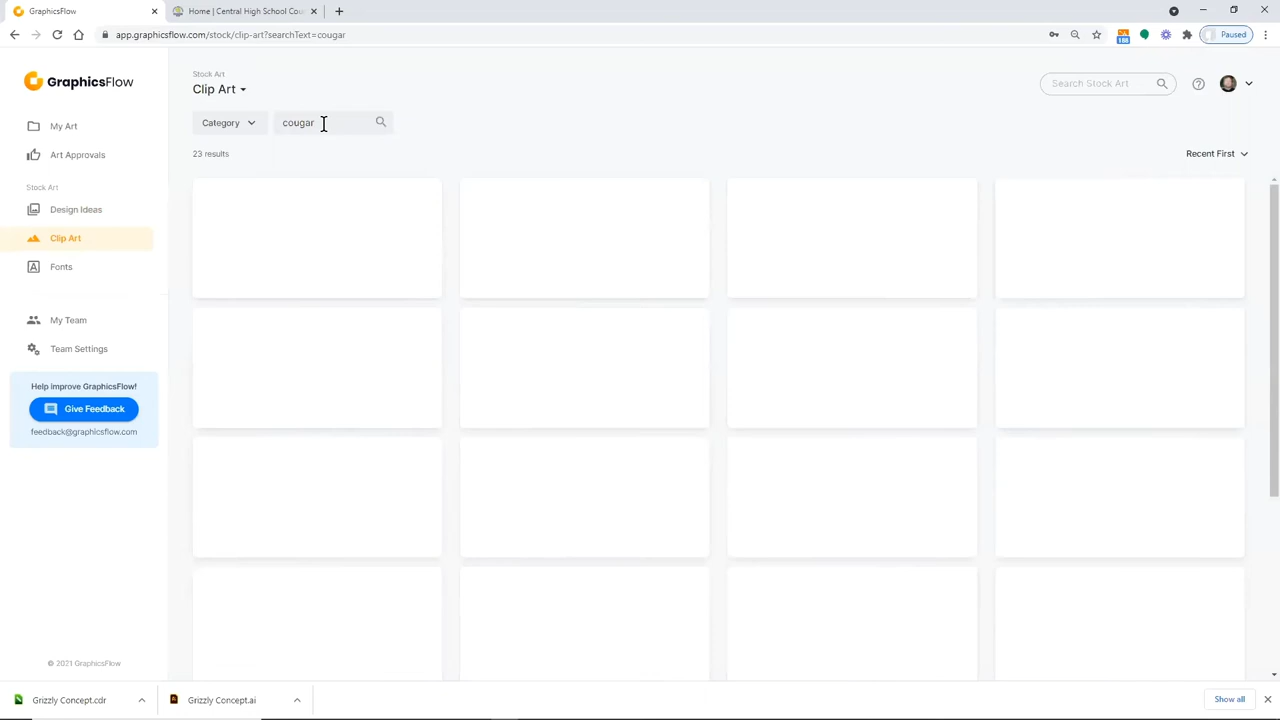 GraphicsFlow
Home | Central High School Cou
app.graphicsflow.com/stock/clip-art?searchText=cougar
188
Paused
GraphicsFlow
My Art
Art Approvals
Stock Art
Design Ideas
Clip Art
Fonts
My Team
Team Settings
Help improve GraphicsFlow!
Give Feedback
feedback@graphicsflow.com
© 2021 GraphicsFlow
Stock Art
Clip Art
Search Stock Art
Category
cougar
23 results
Recent First
Grizzly Concept.cdr
Grizzly Concept.ai
Show all